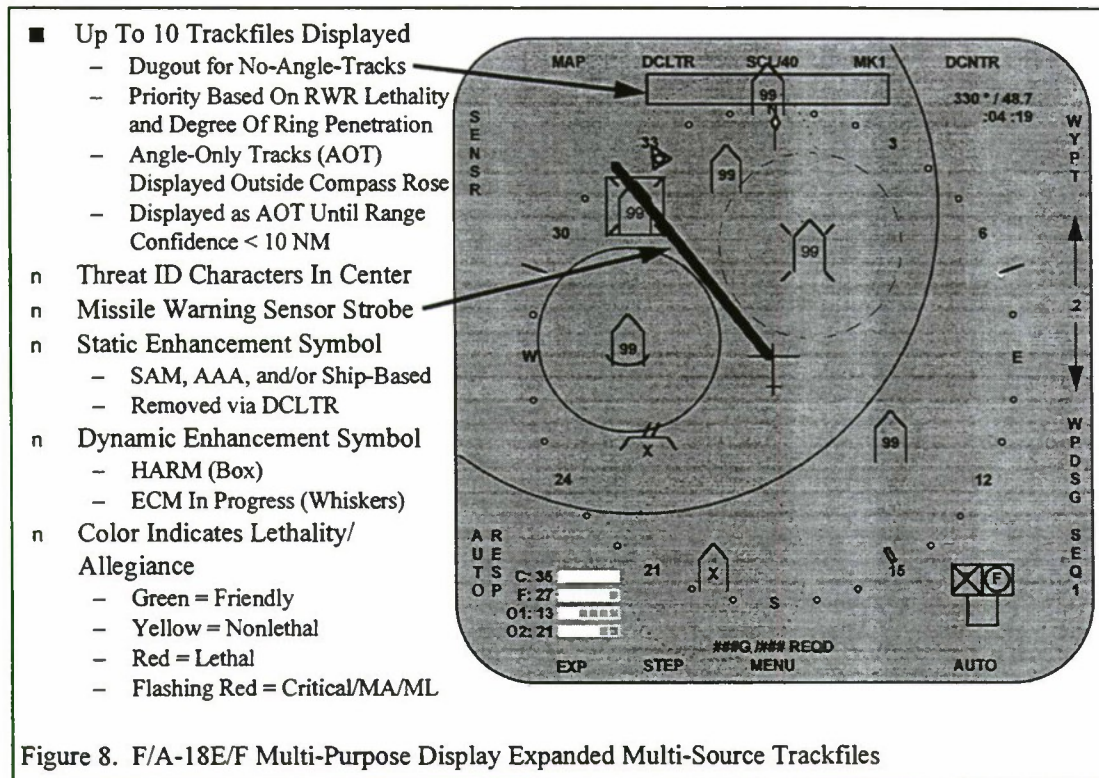 ■ Up To 10 Trackfiles Displayed
– Dugout for No-Angle-Tracks
– Priority Based On RWR Lethality
and Degree Of Ring Penetration
– Angle-Only Tracks (AOT)
Displayed Outside Compass Rose
– Displayed as AOT Until Range
Confidence < 10 NM
n Threat ID Characters In Center
n Missile Warning Sensor Strobe
n Static Enhancement Symbol
– SAM, AAA, and/or Ship-Based
– Removed via DCLTR
n Dynamic Enhancement Symbol
– HARM (Box)
– ECM In Progress (Whiskers)
n Color Indicates Lethality/
Allegiance
– Green = Friendly
– Yellow = Nonlethal
– Red = Lethal
– Flashing Red = Critical/MA/ML
MAP DCLTR SCL/40 MK1 DCNTR
99
N
330 ° / 48.7
:04 :19
SENSR
WYPT
33
3
99
99
30
6
99
2
99
W
E
99
X
24
12
WPDSG
SEQ1
AUTO
RESP
21
X
15
F
S
C: 35
F: 27
O1: 13
O2: 21
###G /### REQD
EXP STEP MENU AUTO
Figure 8. F/A-18E/F Multi-Purpose Display Expanded Multi-Source Trackfiles